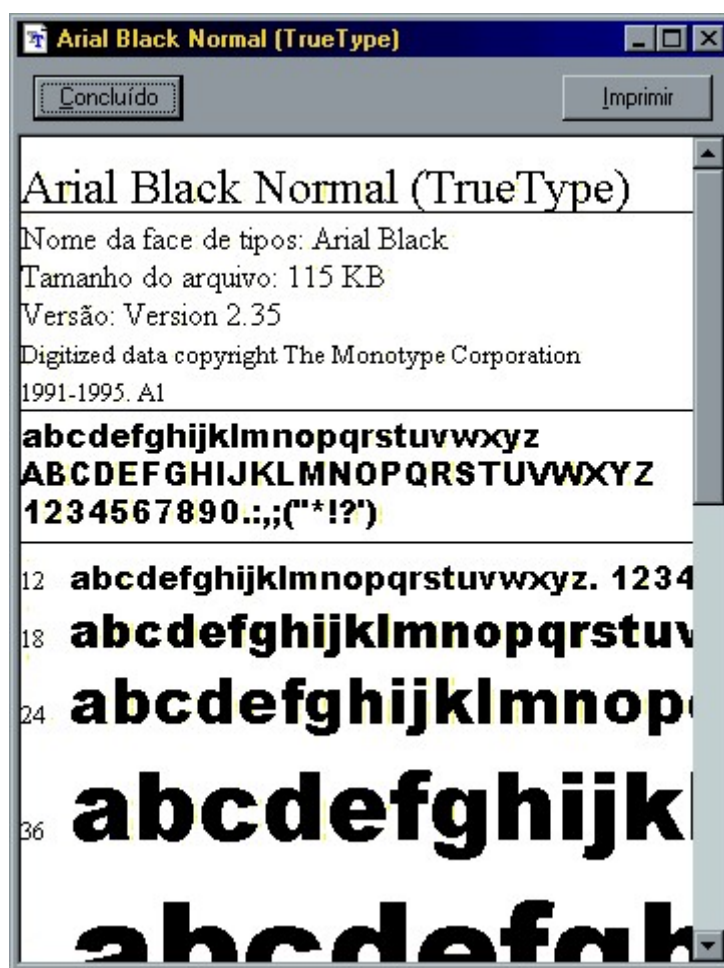 Arial Black Normal (TrueType)
Concluído Imprimir
Arial Black Normal (TrueType)
Nome da face de tipos: Arial Black
Tamanho do arquivo: 115 KB
Versão: Version 2.35
Digitized data copyright The Monotype Corporation
1991-1995. A1
abcdefghijklmnopqrstuvwxyz
ABCDEFGHIJKLMNOPQRSTUVWXYZ
1234567890.:,;("*!?')
12 abcdefghijklmnopqrstuvwxyz. 1234
18 abcdefghijklmnopqrstuv
24 abcdefghijklmnop
36 abcdefghijk
abcdefgh